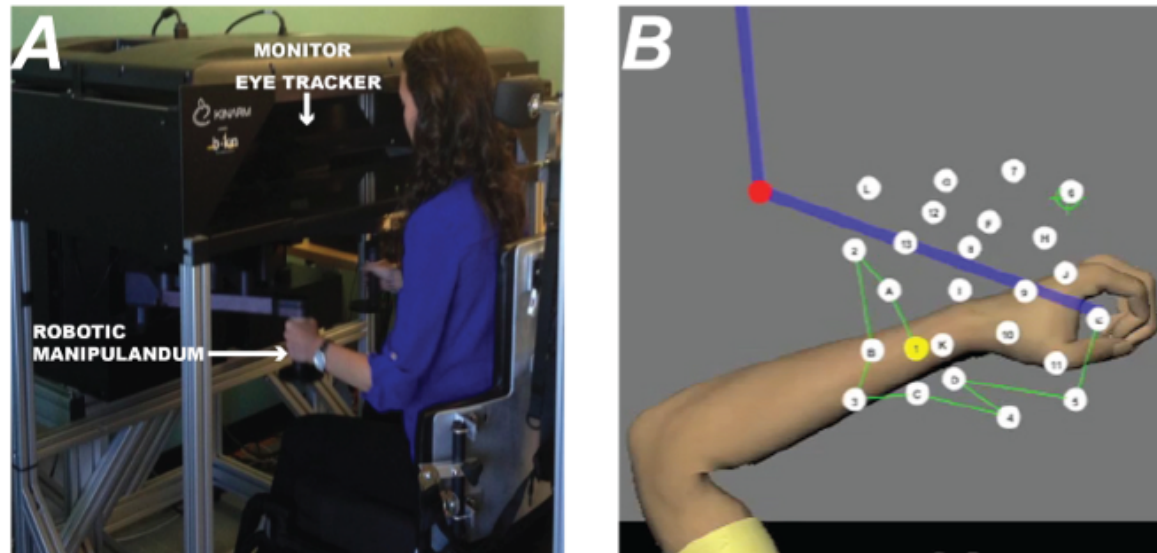 A
MONITOR
EYE TRACKER
KINARM
b·kin
ROBOTIC
MANIPULANDUM
B
7
G
L
6
12
F
H
13
8
2
J
A
I
9
E
10
K
1
B
11
D
C
3
5
4